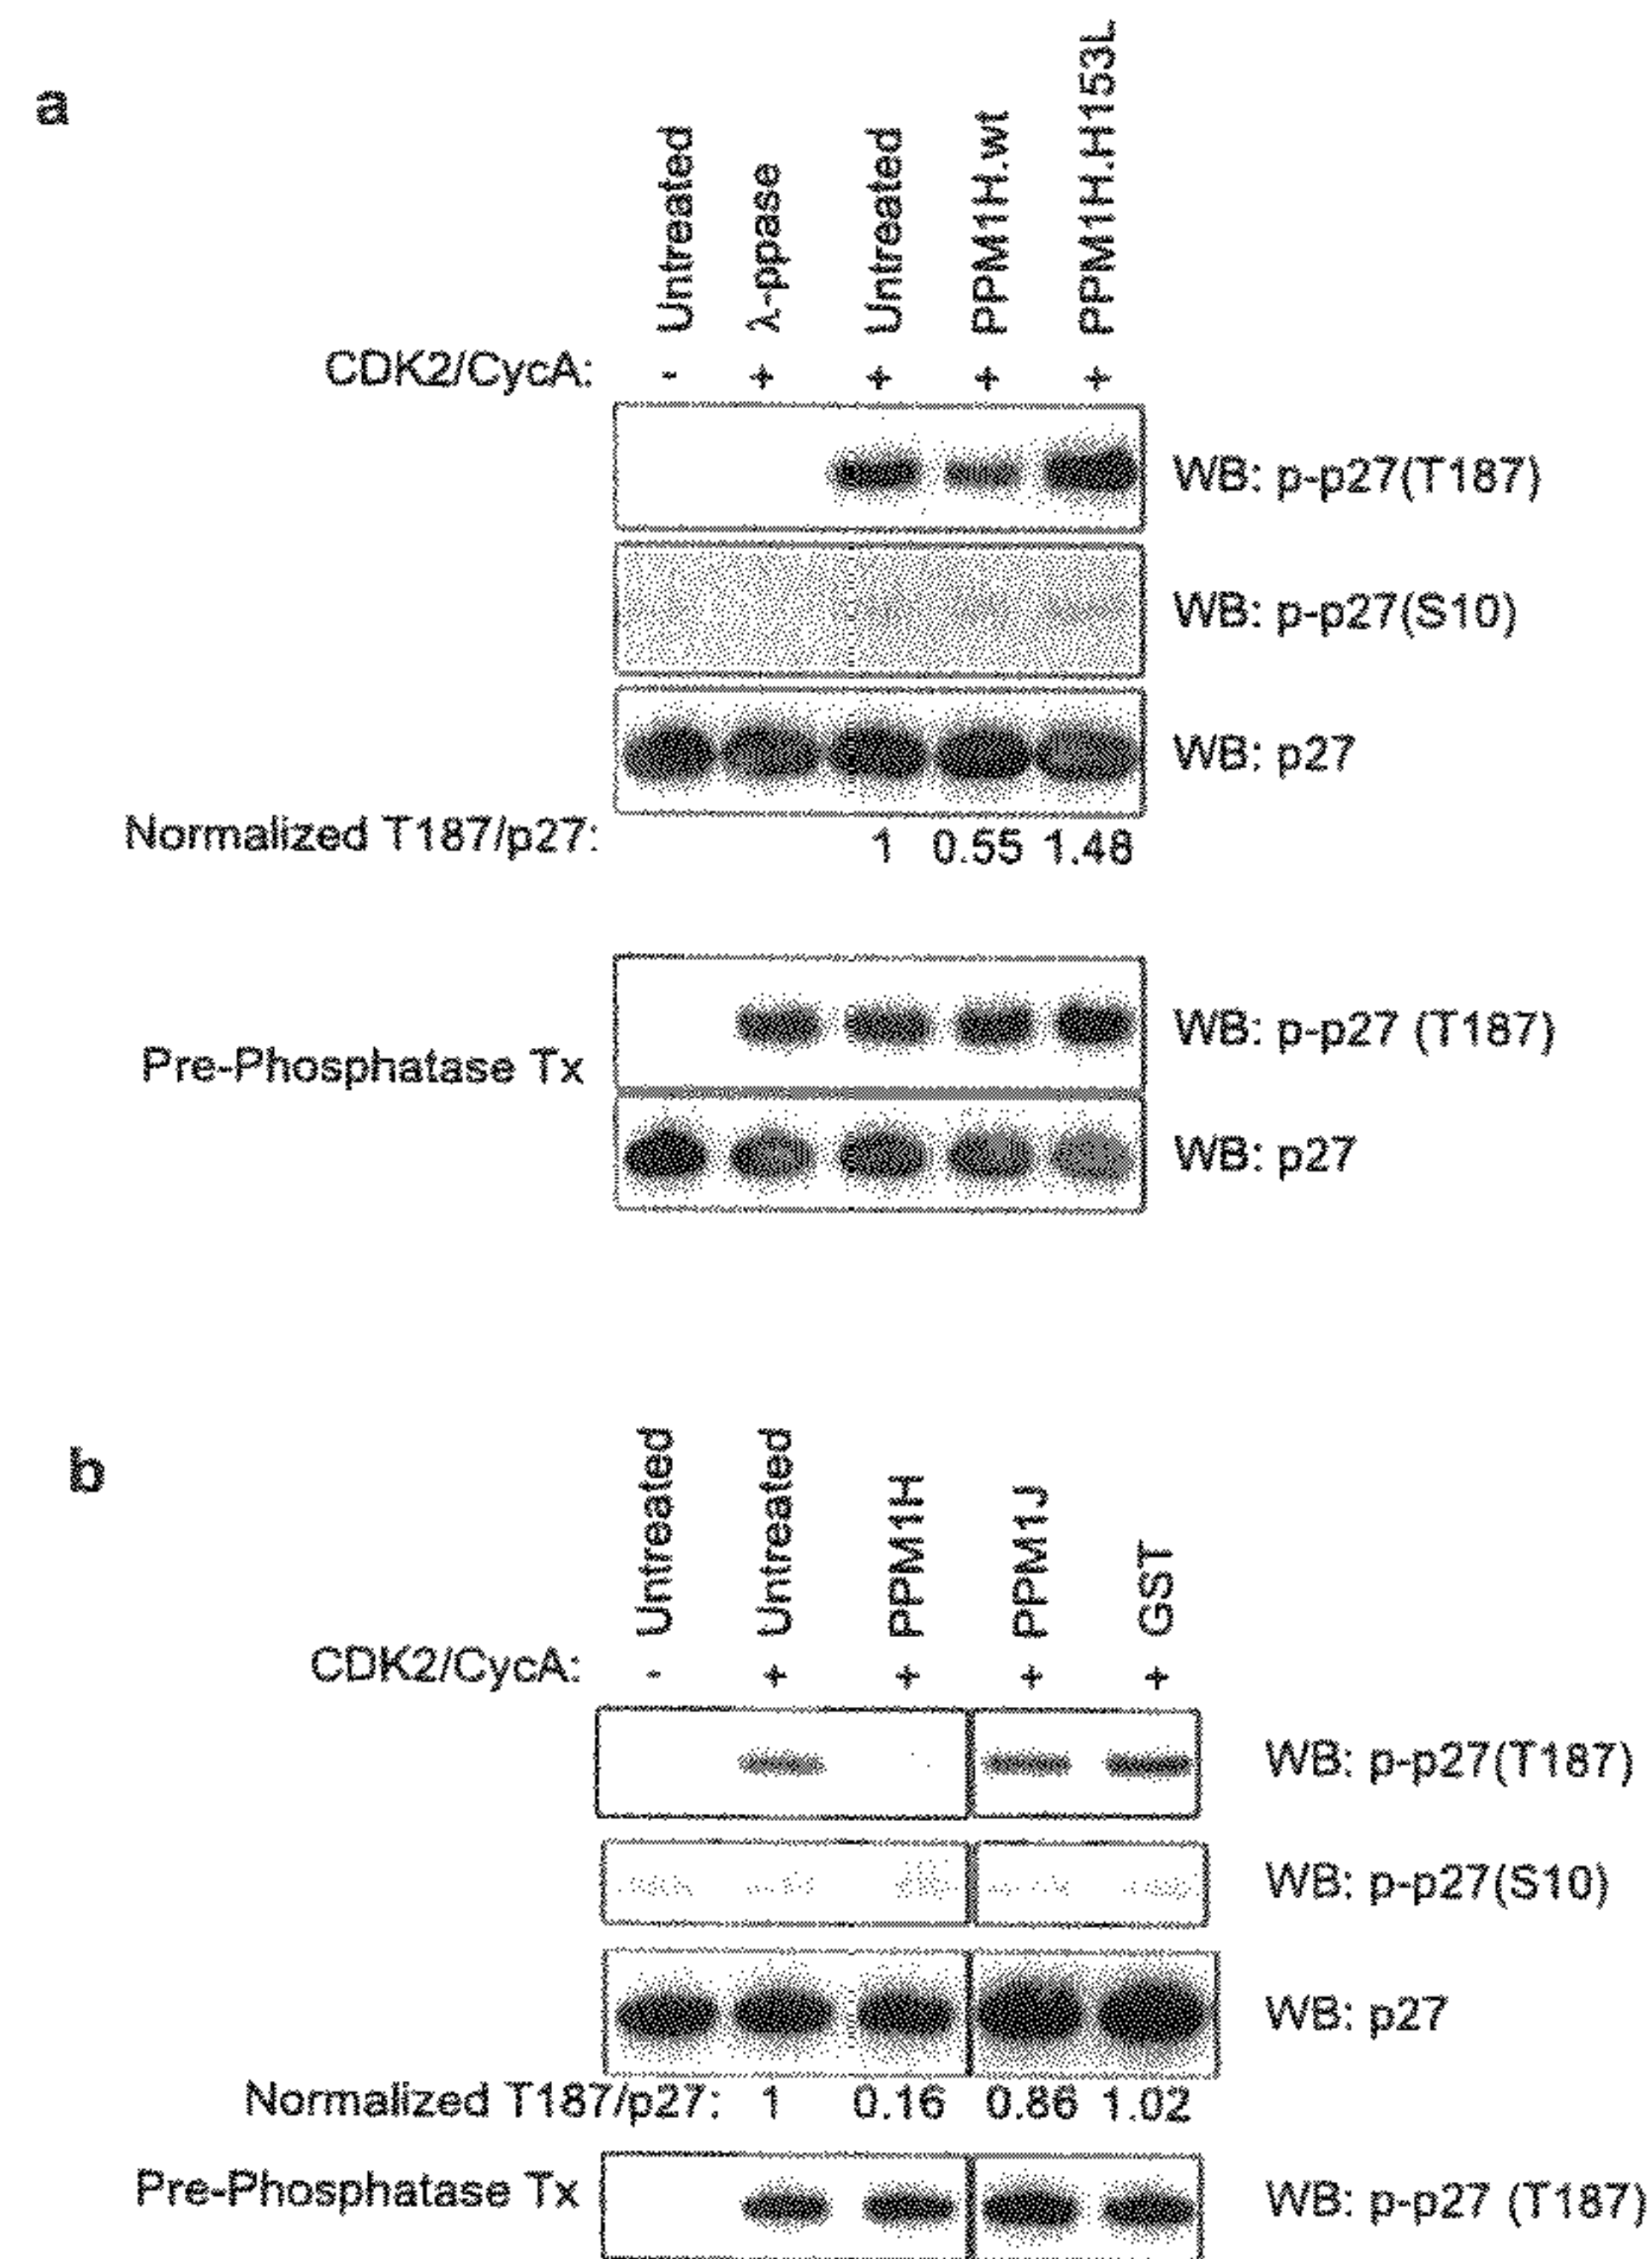 a
Untreated
λ-ppase
Untreated
PPM1H.wt
PPM1H.H153L
CDK2/CycA: - + + + +
WB: p-p27(T187)
WB: p-p27(S10)
WB: p27
Normalized T187/p27: 1 0.55 1.48
Pre-Phosphatase Tx
WB: p-p27 (T187)
WB: p27
b
Untreated
Untreated
PPM1H
PPM1J
GST
CDK2/CycA: - + + + +
WB: p-p27(T187)
WB: p-p27(S10)
WB: p27
Normalized T187/p27: 1 0.16 0.86 1.02
Pre-Phosphatase Tx
WB: p-p27 (T187)